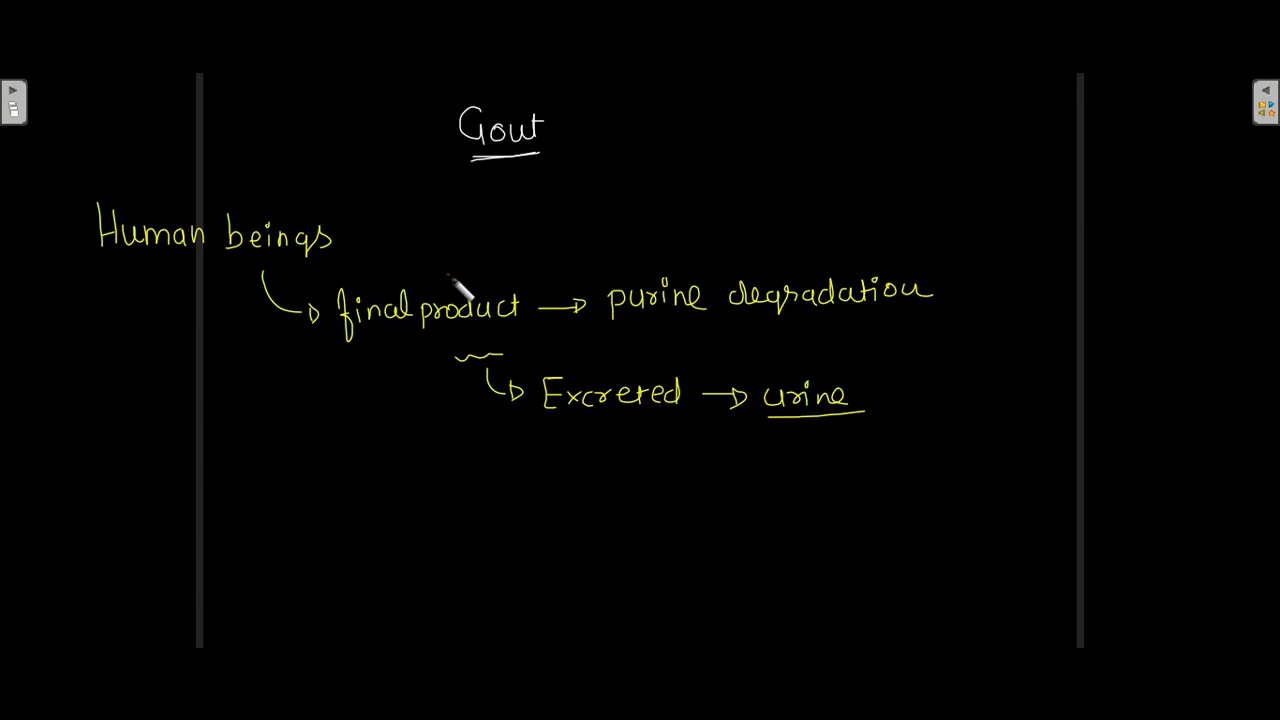 Gout
Human beings
final product → purine degradation
Excreted → urine